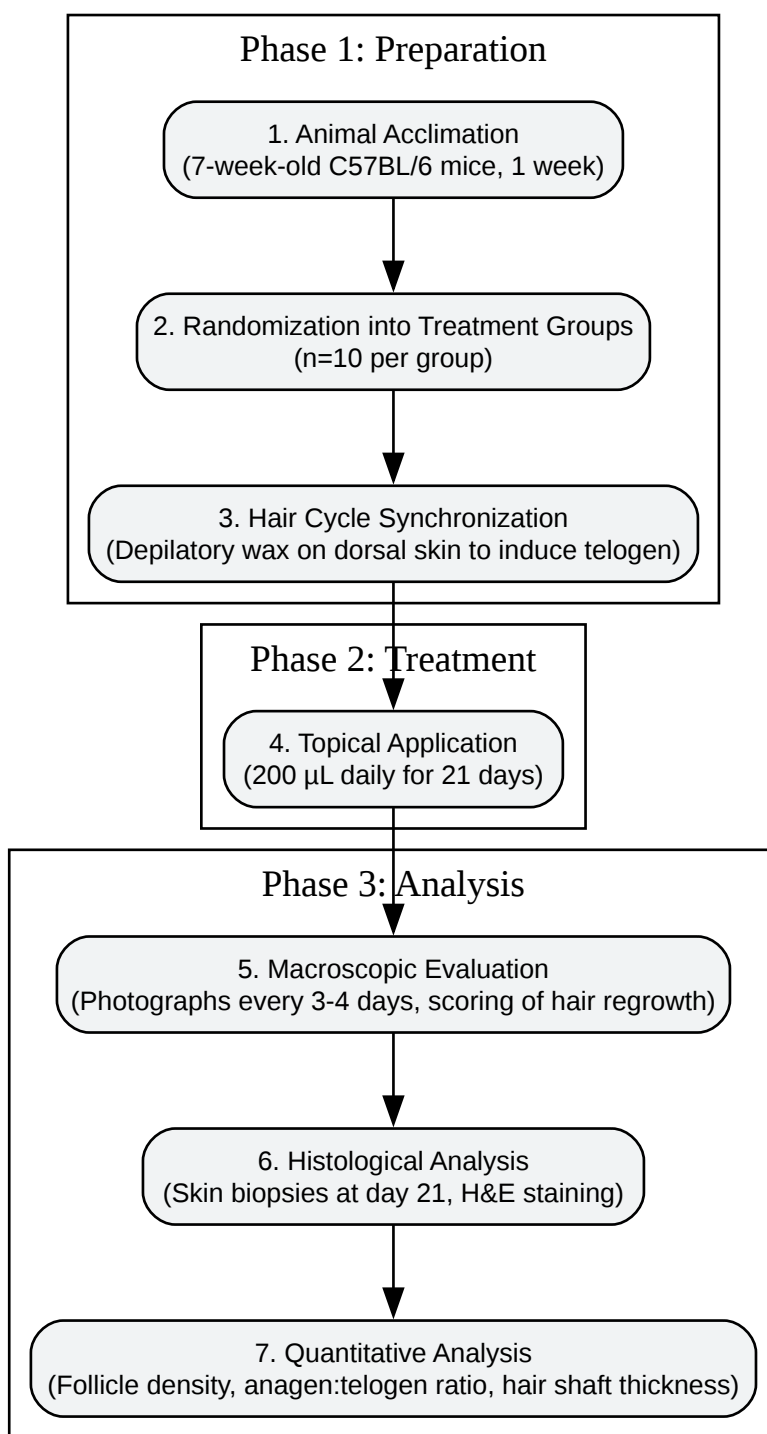 Phase 1: Preparation
1. Animal Acclimation
(7-week-old C57BL/6 mice, 1 week)
2. Randomization into Treatment Groups
(n=10 per group)
3. Hair Cycle Synchronization
(Depilatory wax on dorsal skin to induce telogen)
Phase 2: Treatment
4. Topical Application
(200 µL daily for 21 days)
Phase 3: Analysis
5. Macroscopic Evaluation
(Photographs every 3-4 days, scoring of hair regrowth)
6. Histological Analysis
(Skin biopsies at day 21, H&E staining)
7. Quantitative Analysis
(Follicle density, anagen:telogen ratio, hair shaft thickness)